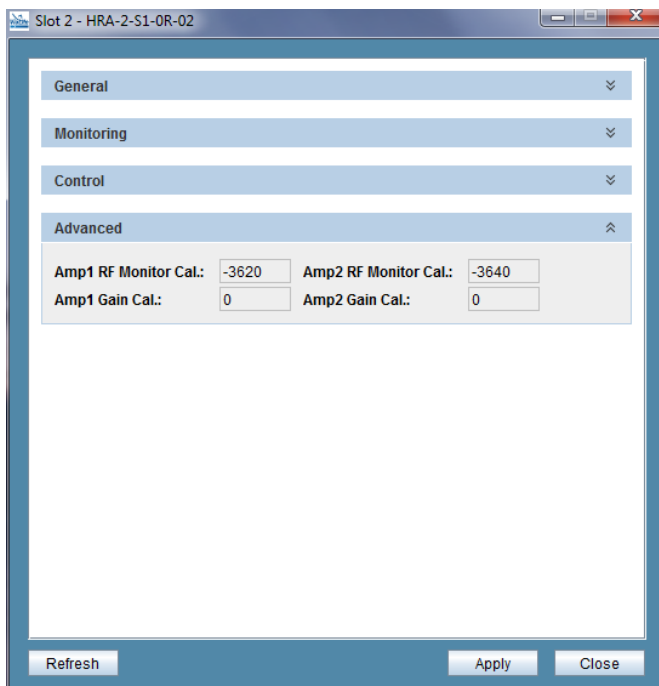 Slot 2 - HRA-2-S1-0R-02
General
Monitoring
Control
Advanced
Amp1 RF Monitor Cal.: -3620 Amp2 RF Monitor Cal.: -3640
Amp1 Gain Cal.: 0 Amp2 Gain Cal.: 0
Refresh Apply Close